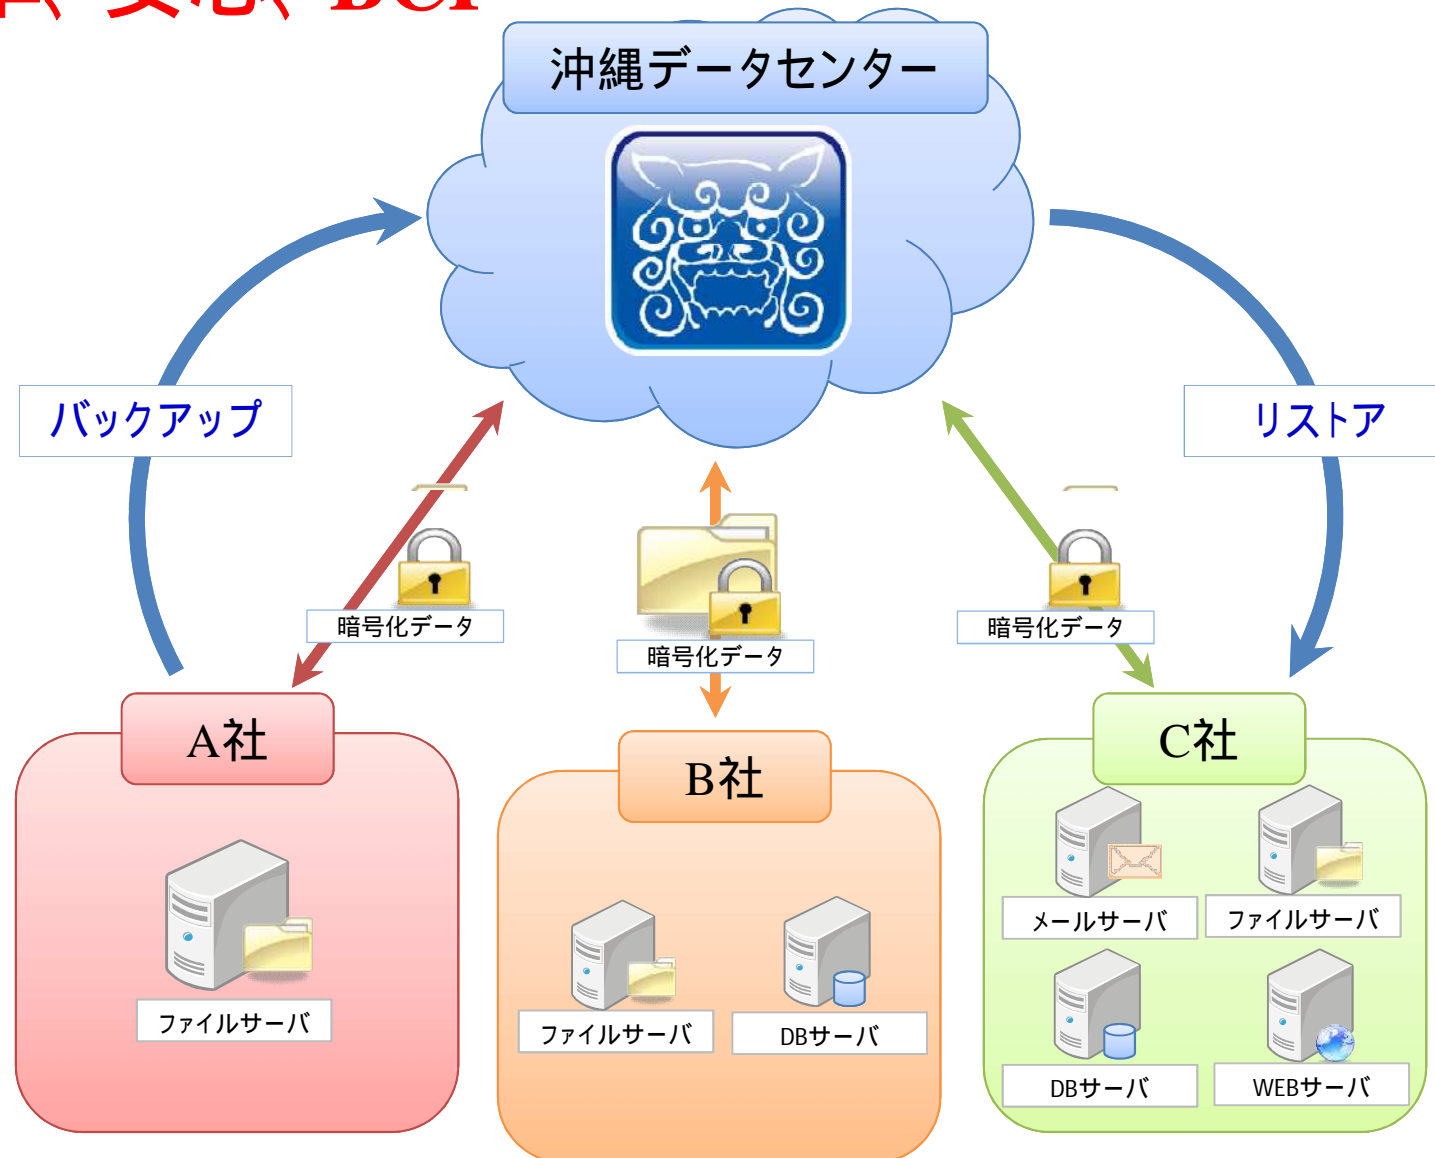 安心、BCP
沖縄データセンター
バックアップ
リストア
暗号化データ
暗号化データ
暗号化データ
A社
B社
C社
ファイルサーバ
ファイルサーバ
DBサーバ
メールサーバ
ファイルサーバ
DBサーバ
WEBサーバ